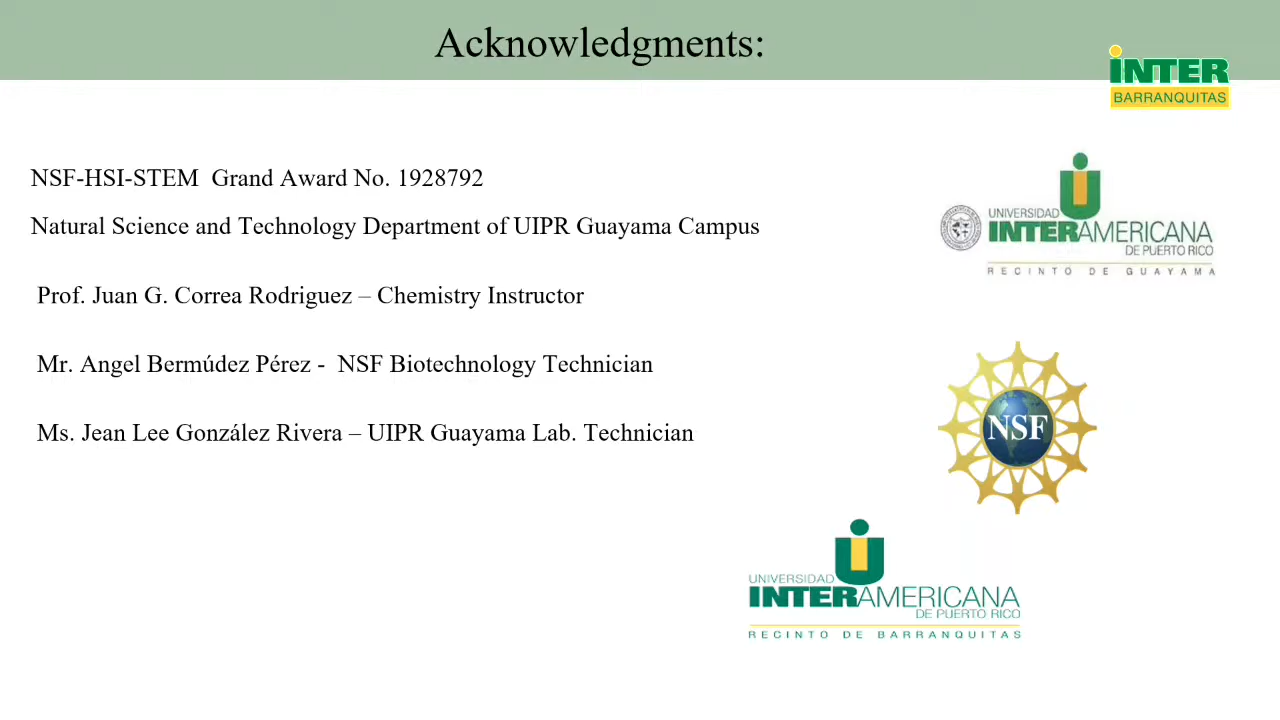 Acknowledgments:
INTER
BARRANQUITAS
NSF-HSI-STEM  Grand Award No. 1928792
Natural Science and Technology Department of UIPR Guayama Campus
Prof. Juan G. Correa Rodriguez – Chemistry Instructor
Mr. Angel Bermúdez Pérez -  NSF Biotechnology Technician
Ms. Jean Lee González Rivera – UIPR Guayama Lab. Technician
UNIVERSIDAD
INTERAMERICANA
DE PUERTO RICO
RECINTO DE GUAYAMA
NSF
UNIVERSIDAD
INTERAMERICANA
DE PUERTO RICO
RECINTO DE BARRANQUITAS